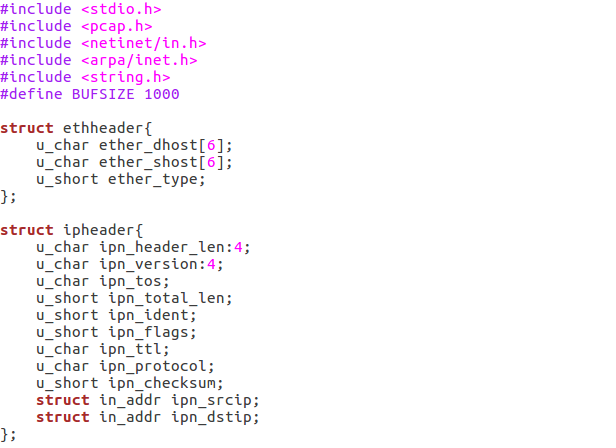 #include <stdio.h>
#include <pcap.h>
#include <netinet/in.h>
#include <arpa/inet.h>
#include <string.h>
#define BUFSIZE 1000

struct ethheader{
    u_char ether_dhost[6];
    u_char ether_shost[6];
    u_short ether_type;
};

struct ipheader{
    u_char ipn_header_len:4;
    u_char ipn_version:4;
    u_char ipn_tos;
    u_short ipn_total_len;
    u_short ipn_ident;
    u_short ipn_flags;
    u_char ipn_ttl;
    u_char ipn_protocol;
    u_short ipn_checksum;
    struct in_addr ipn_srcip;
    struct in_addr ipn_dstip;
};